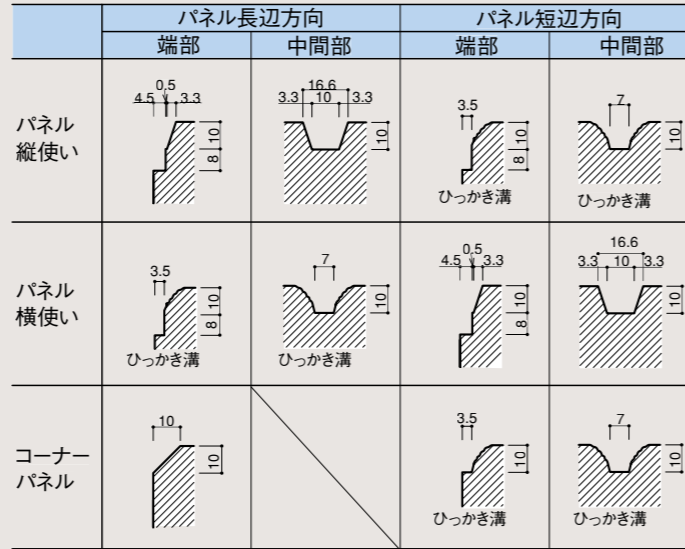 パネル長辺方向 パネル短辺方向
端部 中間部 端部 中間部
パネル
縦使い
0.5
4.5 3.3
10
8
16.6
3.3 10 3.3
10
3.5
10
8
ひっかき溝
7
10
ひっかき溝
パネル
横使い
3.5
10
8
ひっかき溝
7
10
ひっかき溝
0.5
4.5 3.3
10
8
16.6
3.3 10 3.3
10
コーナー
パネル
10
10
3.5
10
ひっかき溝
7
10
ひっかき溝